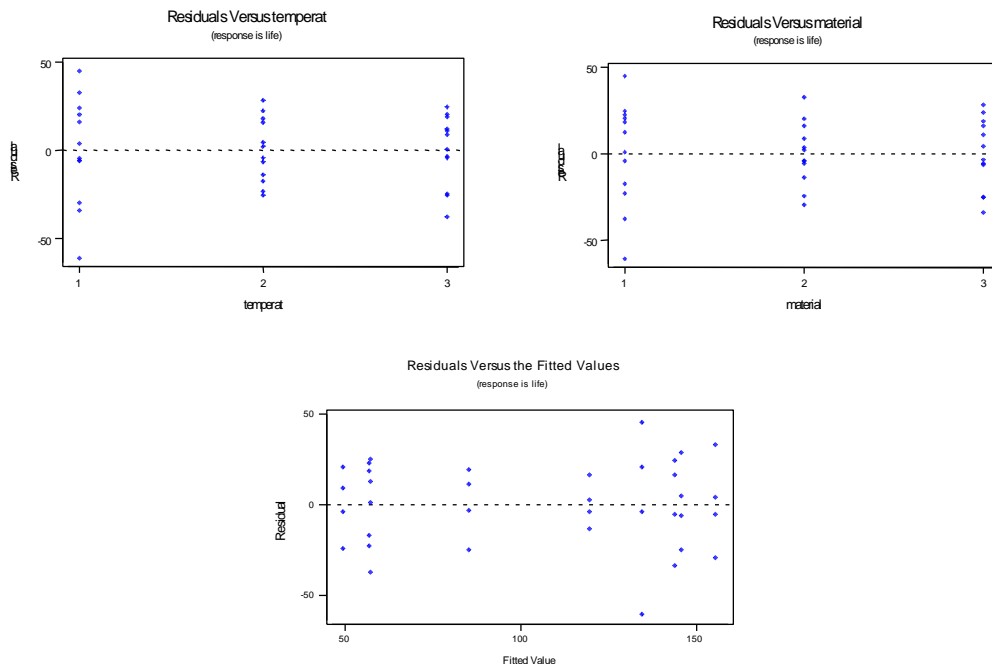 Residuals Versus temperat
(response is life)
50
0
-50
1 2 3
temperat
Residuals Versus material
(response is life)
50
0
-50
1 2 3
material
Residuals Versus the Fitted Values
(response is life)
50
0
-50
Residual
50 100 150
Fitted Value